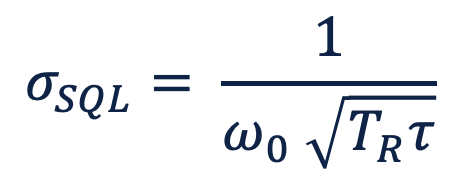 σ_SQL = 1 / (ω_0 √(T_R τ))